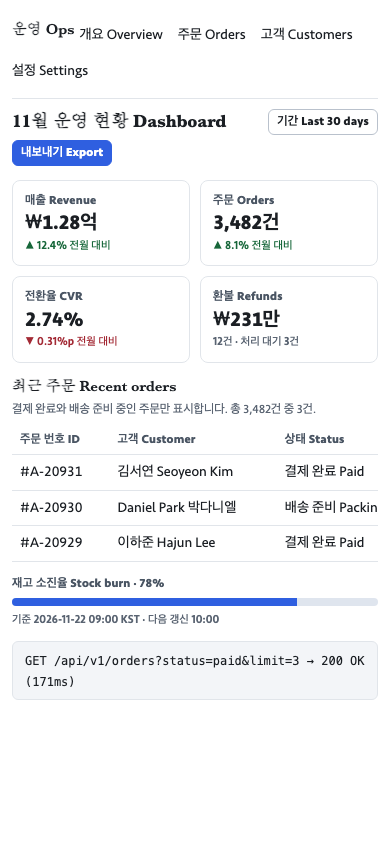 운영 Ops 개요 Overview 주문 Orders 고객 Customers
설정 Settings
11월 운영 현황 Dashboard
기간 Last 30 days
내보내기 Export
매출 Revenue
₩1.28억
▲ 12.4% 전월 대비
주문 Orders
3,482건
▲ 8.1% 전월 대비
전환율 CVR
2.74%
▼ 0.31%p 전월 대비
환불 Refunds
₩231만
12건 · 처리 대기 3건
최근 주문 Recent orders
결제 완료와 배송 준비 중인 주문만 표시합니다. 총 3,482건 중 3건.
주문 번호 ID 고객 Customer 상태 Status
#A-20931 김서연 Seoyeon Kim 결제 완료 Paid
#A-20930 Daniel Park 박다니엘 배송 준비 Packin
#A-20929 이하준 Hajun Lee 결제 완료 Paid
재고 소진율 Stock burn · 78%
기준 2026-11-22 09:00 KST · 다음 갱신 10:00
GET /api/v1/orders?status=paid&limit=3 → 200 OK
(171ms)